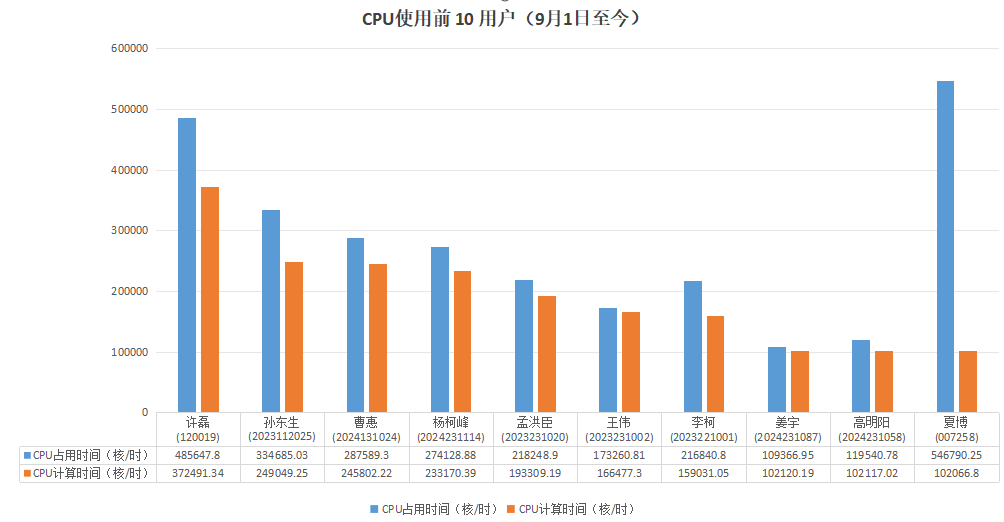 CPU使用前 10 用户（9月1日至今）
600000
500000
400000
300000
200000
100000
0
许磊 孙东生 曹惠 杨柯峰 孟洪臣 王伟 李柯 姜宇 高明阳 夏博
(120019) (2023112025) (2024131024) (2024231114) (2023231020) (2023231002) (2023221001) (2024231087) (2024231058) (007258)
CPU占用时间（核/时） 485647.8 334685.03 287589.3 274128.88 218248.9 173260.81 216840.8 109366.95 119540.78 546790.25
CPU计算时间（核/时） 372491.34 249049.25 245802.22 233170.39 193309.19 166477.3 159031.05 102120.19 102117.02 102066.8
CPU占用时间（核/时） CPU计算时间（核/时）